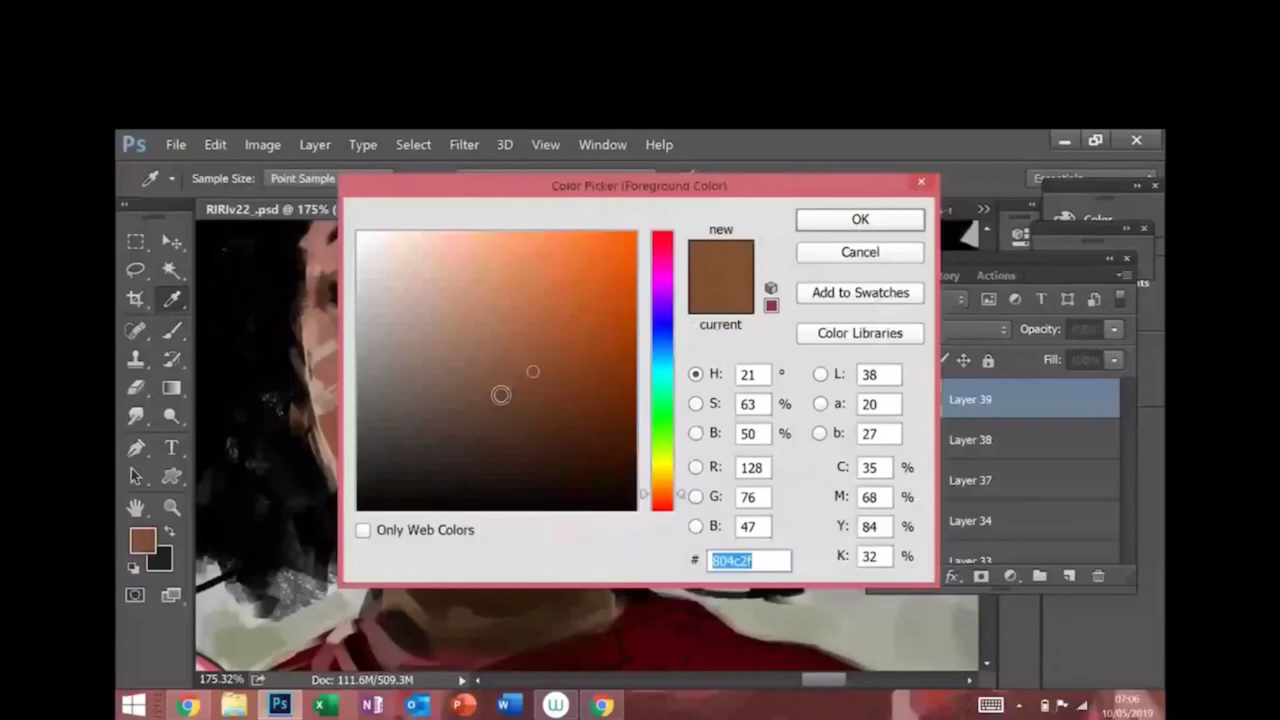 Ps File Edit Image Layer Type Select Filter 3D View Window Help
Sample Size: Point Sample
Color Picker (Foreground Color)
RIRIv22_.psd @ 175% (
Color
new
current
OK
Cancel
Add to Swatches
Color Libraries
Actions
Opacity:
Fill:
H: 21 °
S: 63 %
B: 50 %
R: 128
G: 76
B: 47
# 804c2f
L: 38
a: 20
b: 27
C: 35 %
M: 68 %
Y: 84 %
K: 32 %
Only Web Colors
Layer 39
Layer 38
Layer 37
Layer 34
Layer 33
175.32% Doc: 111.6M/509.3M
07:06
10/05/2019